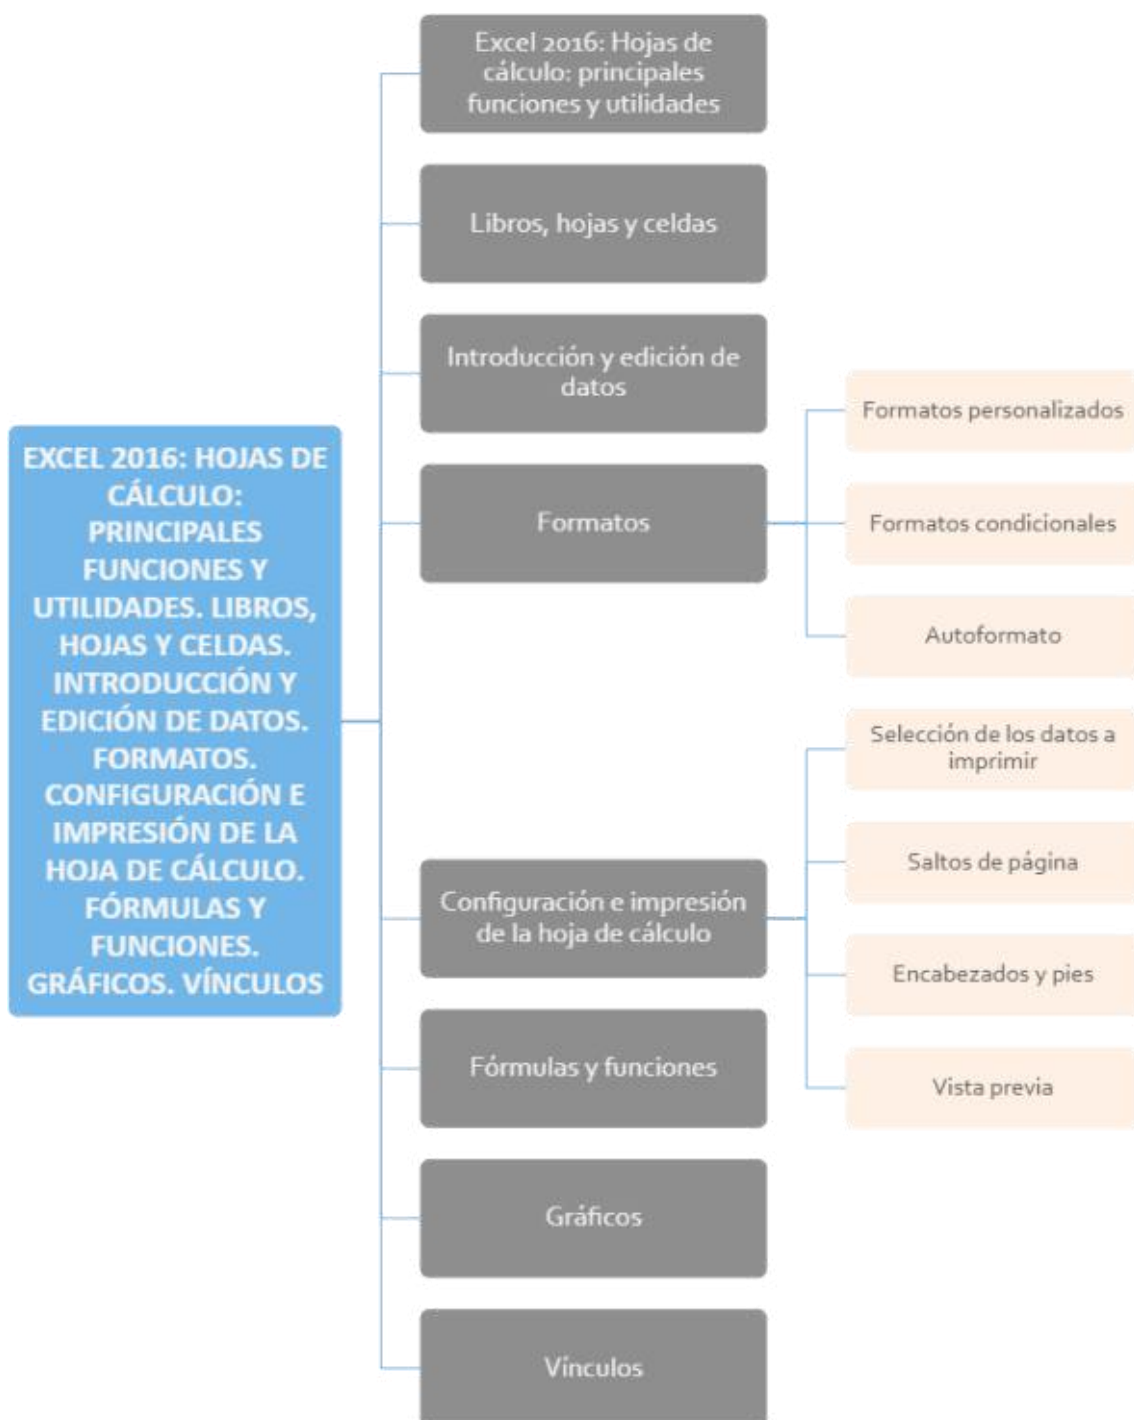 EXCEL 2016: HOJAS DE
CÁLCULO:
PRINCIPALES
FUNCIONES Y
UTILIDADES. LIBROS,
HOJAS Y CELDAS.
INTRODUCCIÓN Y
EDICIÓN DE DATOS.
FORMATOS.
CONFIGURACIÓN E
IMPRESIÓN DE LA
HOJA DE CÁLCULO.
FÓRMULAS Y
FUNCIONES.
GRÁFICOS. VÍNCULOS
Excel 2016: Hojas de
cálculo: principales
funciones y utilidades
Libros, hojas y celdas
Introducción y edición de
datos
Formatos
Formatos personalizados
Formatos condicionales
Autoformato
Configuración e impresión
de la hoja de cálculo
Selección de los datos a
imprimir
Saltos de página
Encabezados y pies
Vista previa
Fórmulas y funciones
Gráficos
Vínculos